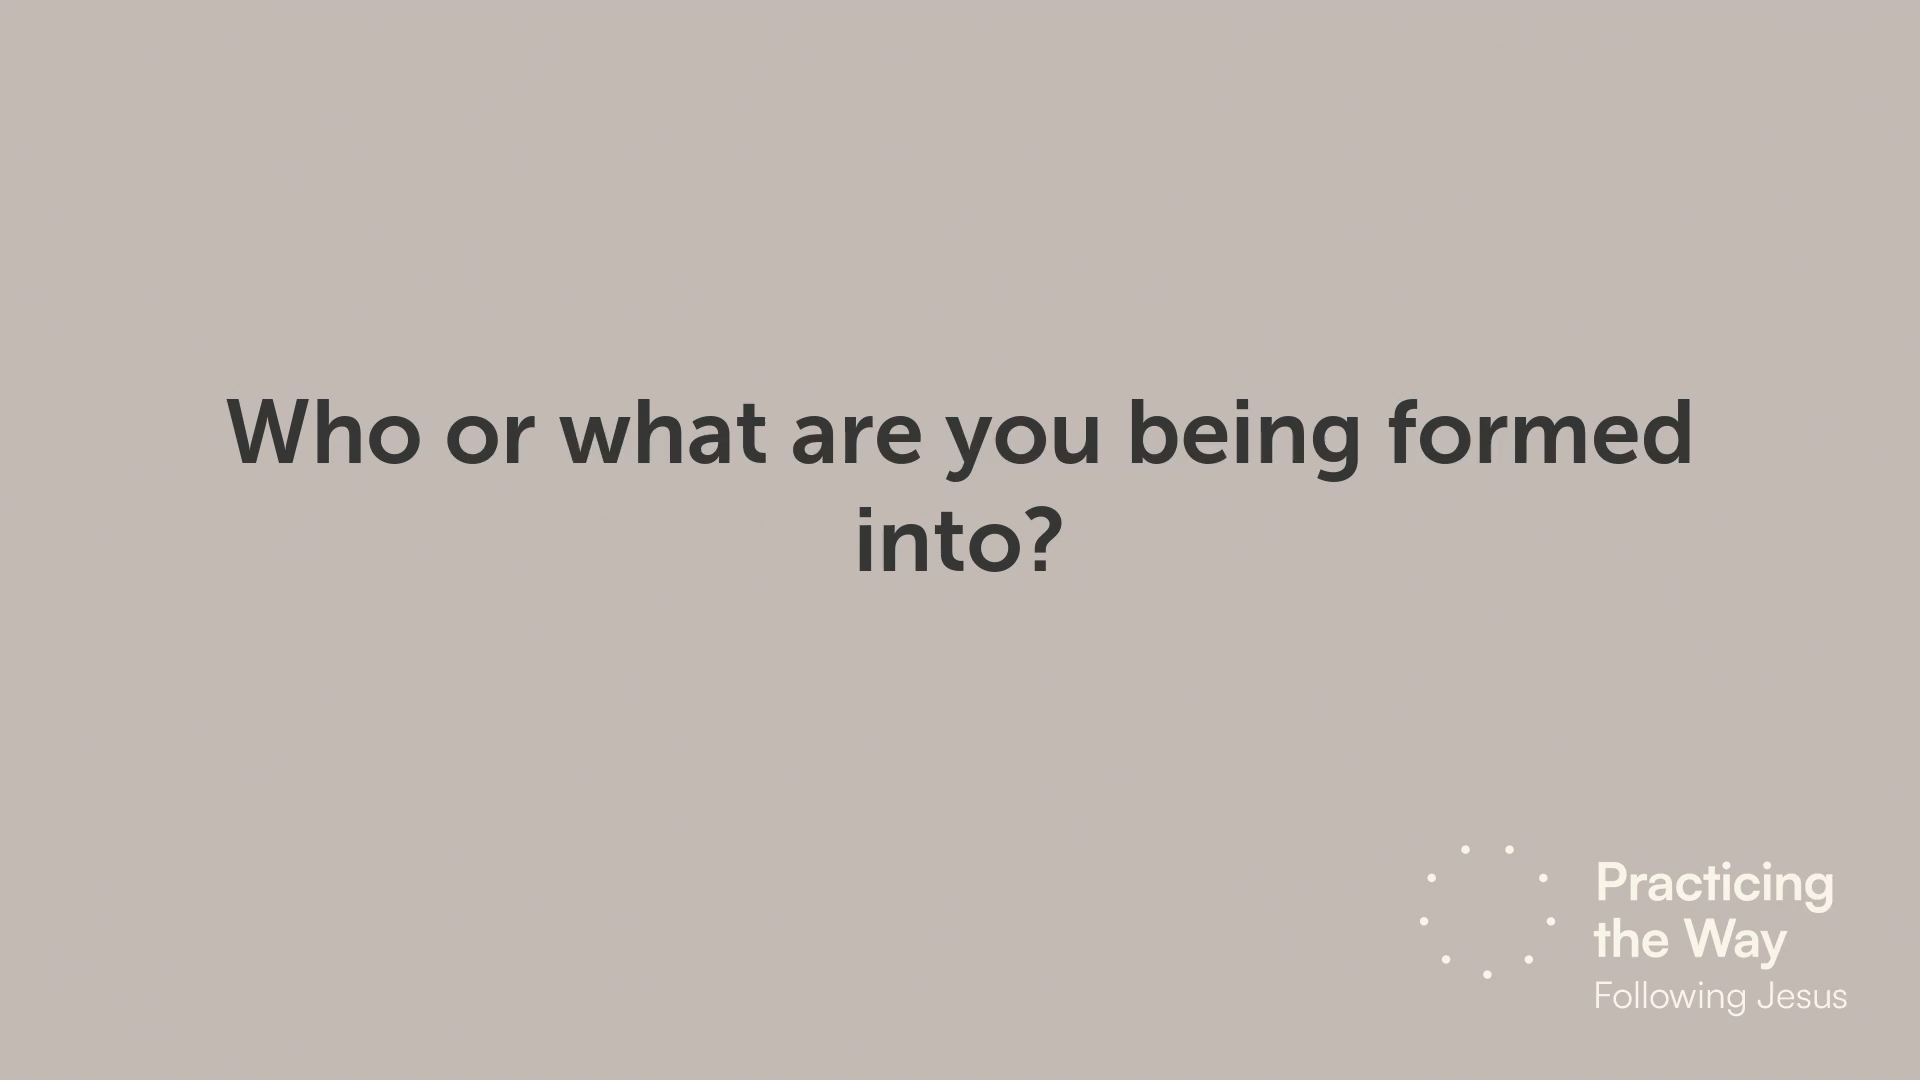 Who or what are you being formed
into?
Practicing
the Way
Following Jesus